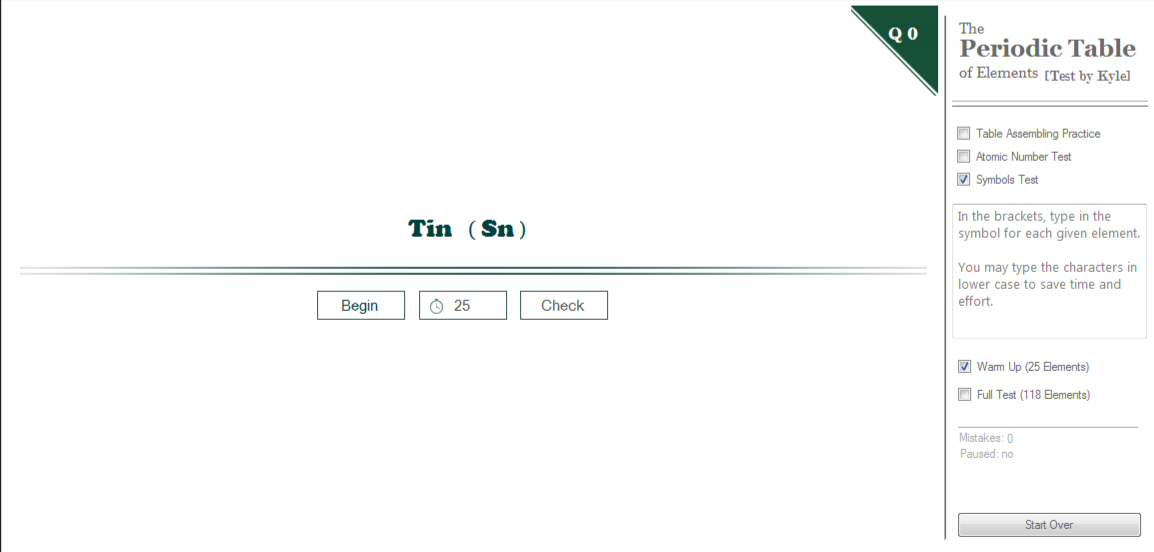 Q 0
Tin (Sn)
Begin
25
Check
The
Periodic Table
of Elements [Test by Kyle]
Table Assembling Practice
Atomic Number Test
Symbols Test
In the brackets, type in the
symbol for each given element.
You may type the characters in
lower case to save time and
effort.
Warm Up (25 Elements)
Full Test (118 Elements)
Mistakes: 0
Paused: no
Start Over